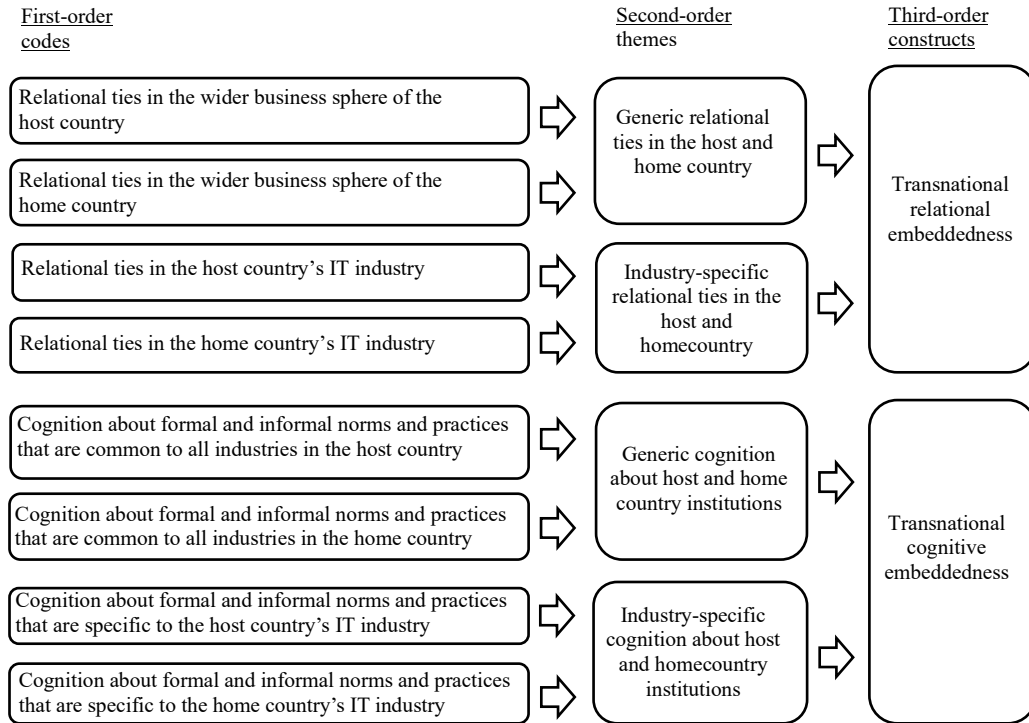 First-order
codes
Second-order
themes
Third-order
constructs
Relational ties in the wider business sphere of the
host country
Relational ties in the wider business sphere of the
home country
Generic relational
ties in the host and
home country
Relational ties in the host country’s IT industry
Relational ties in the home country’s IT industry
Industry-specific
relational ties in the
host and
homecountry
Transnational
relational
embeddedness
Cognition about formal and informal norms and practices
that are common to all industries in the host country
Cognition about formal and informal norms and practices
that are common to all industries in the home country
Generic cognition
about host and home
country institutions
Cognition about formal and informal norms and practices
that are specific to the host country’s IT industry
Cognition about formal and informal norms and practices
that are specific to the home country’s IT industry
Industry-specific
cognition about host
and homecountry
institutions
Transnational
cognitive
embeddedness